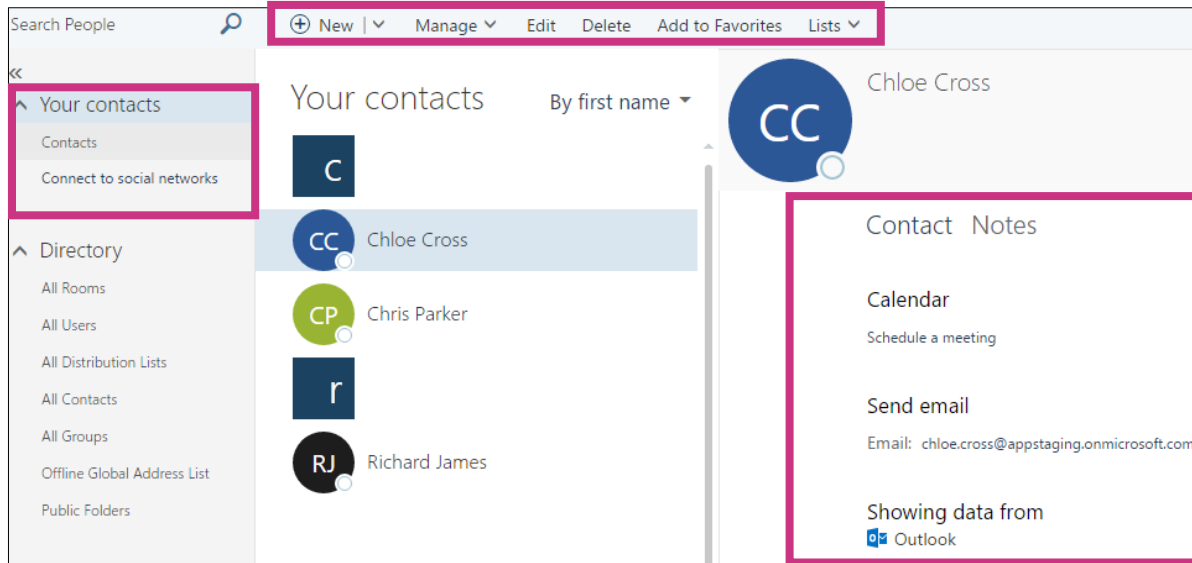 Search People
New | Manage Edit Delete Add to Favorites Lists
Your contacts
Contacts
Connect to social networks
Directory
All Rooms
All Users
All Distribution Lists
All Contacts
All Groups
Offline Global Address List
Public Folders
Your contacts By first name
C
CC Chloe Cross
CP Chris Parker
r
RJ Richard James
CC Chloe Cross
Contact Notes
Calendar
Schedule a meeting
Send email
Email: chloe.cross@appstaging.onmicrosoft.com
Showing data from
Outlook